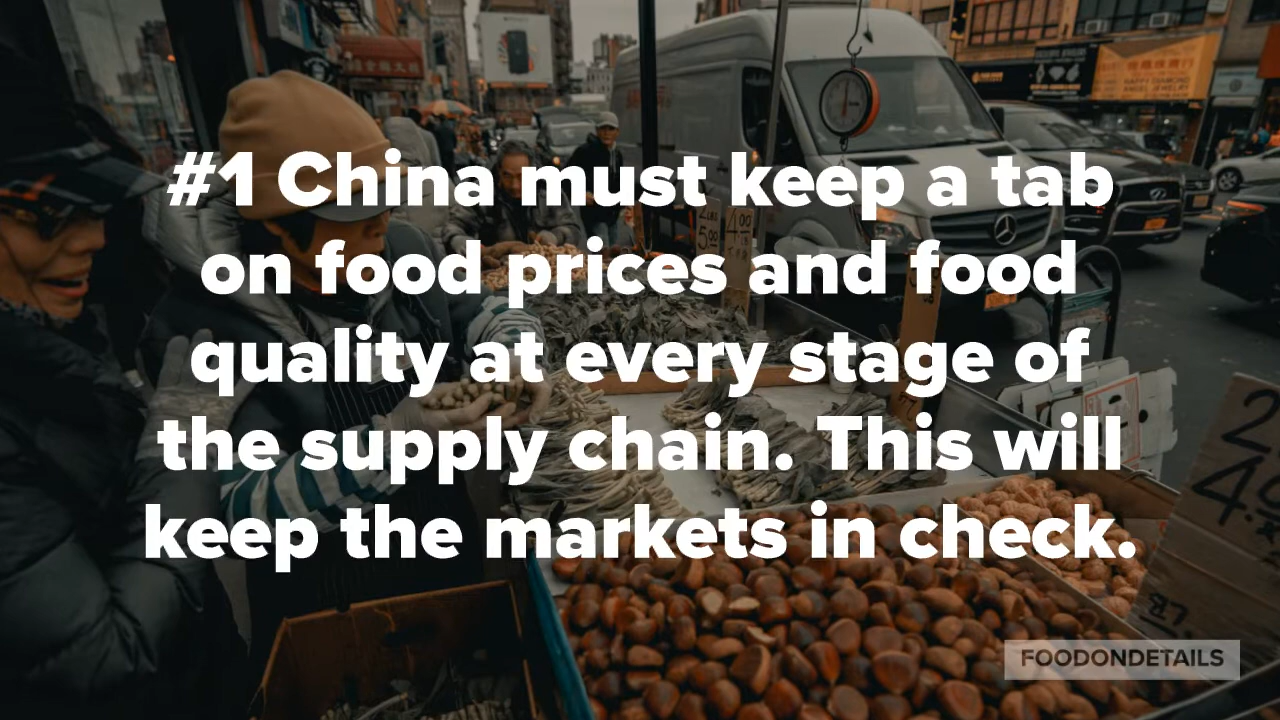 #1 China must keep a tab
on food prices and food
quality at every stage of
the supply chain. This will
keep the markets in check.
FOODONDETAILS